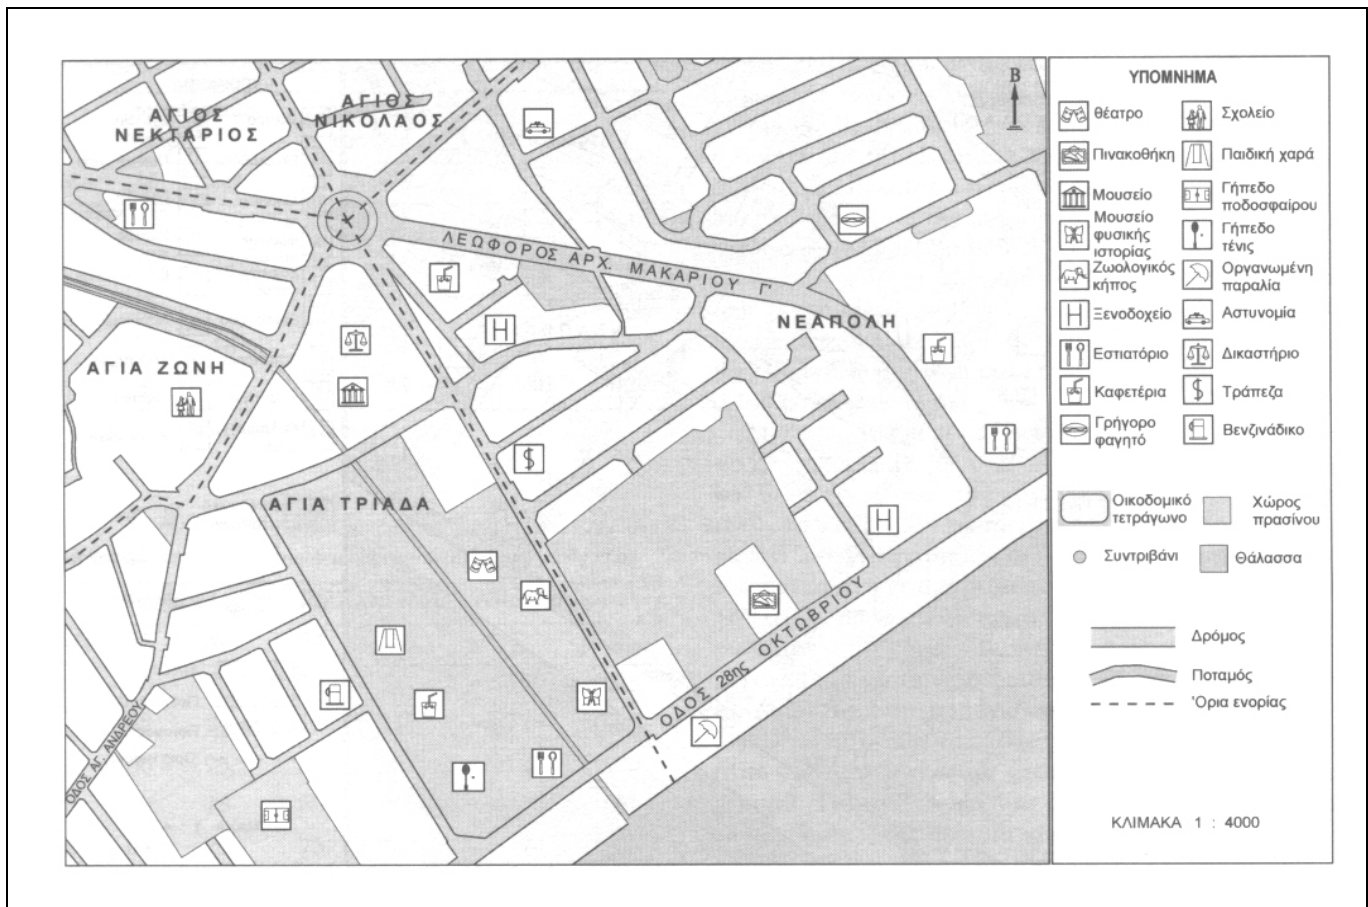 ΑΓΙΟΣ
ΝΕΚΤΑΡΙΟΣ
ΑΓΙΟΣ
ΝΙΚΟΛΑΟΣ
Β
ΛΕΩΦΟΡΟΣ ΑΡΧ. ΜΑΚΑΡΙΟΥ Γ'
ΝΕΑΠΟΛΗ
ΑΓΙΑ ΖΩΝΗ
ΑΓΙΑ ΤΡΙΑΔΑ
ΟΔΟΣ 28ης ΟΚΤΩΒΡΙΟΥ
ΟΔΟΣ ΑΓ. ΑΝΔΡΕΟΥ
ΥΠΟΜΝΗΜΑ
θέατρο
Πινακοθήκη
Μουσείο
Μουσείο
φυσικής
ιστορίας
Ζωολογικός
κήπος
Ξενοδοχείο
Εστιατόριο
Καφετέρια
Γρήγορο
φαγητό
Σχολείο
Παιδική χαρά
Γήπεδο
ποδοσφαίρου
Γήπεδο
τένις
Οργανωμένη
παραλία
Αστυνομία
Δικαστήριο
Τράπεζα
Βενζινάδικο
Οικοδομικό
τετράγωνο
Χώρος
πρασίνου
Συντριβάνι
Θάλασσα
Δρόμος
Ποταμός
'Ορια ενορίας
ΚΛΙΜΑΚΑ 1 : 4000